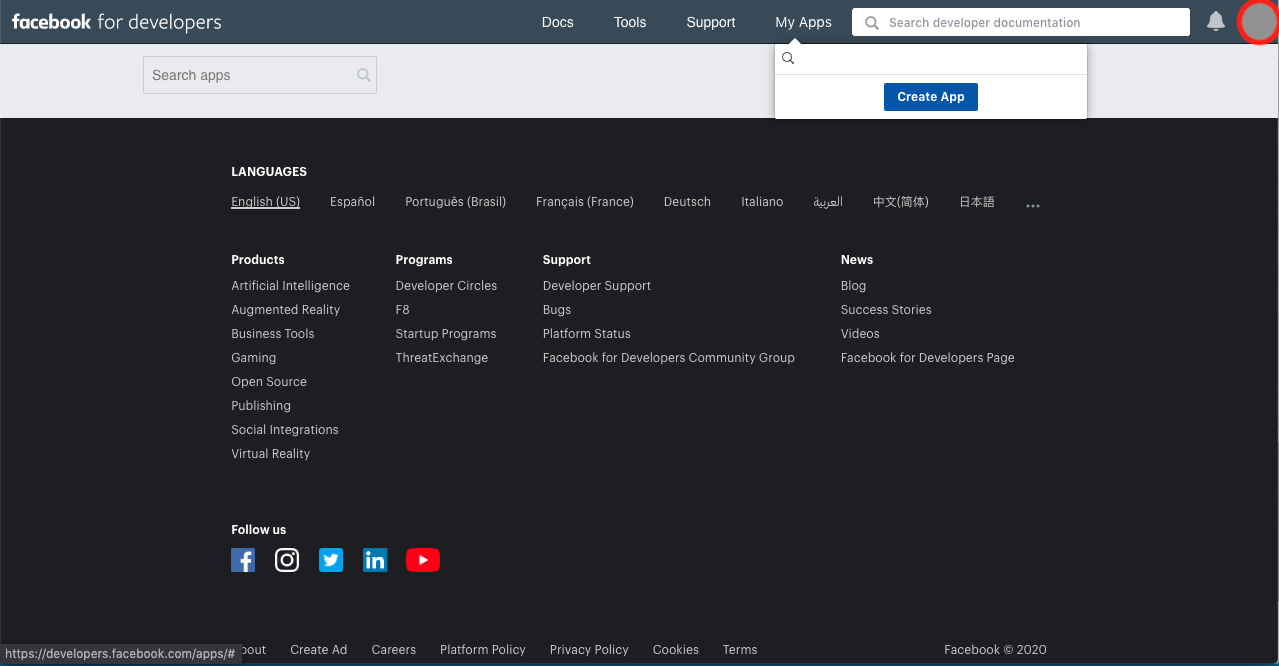 facebook for developers Docs Tools Support My Apps Search developer documentation
Search apps
Create App
LANGUAGES
English (US) Español Português (Brasil) Français (France) Deutsch Italiano العربية 中文(简体) 日本語 ...
Products Programs Support News
Artificial Intelligence Developer Circles Developer Support Blog
Augmented Reality F8 Bugs Success Stories
Business Tools Startup Programs Platform Status Videos
Gaming ThreatExchange Facebook for Developers Community Group Facebook for Developers Page
Open Source
Publishing
Social Integrations
Virtual Reality
Follow us
https://developers.facebook.com/apps/# bout Create Ad Careers Platform Policy Privacy Policy Cookies Terms Facebook © 2020